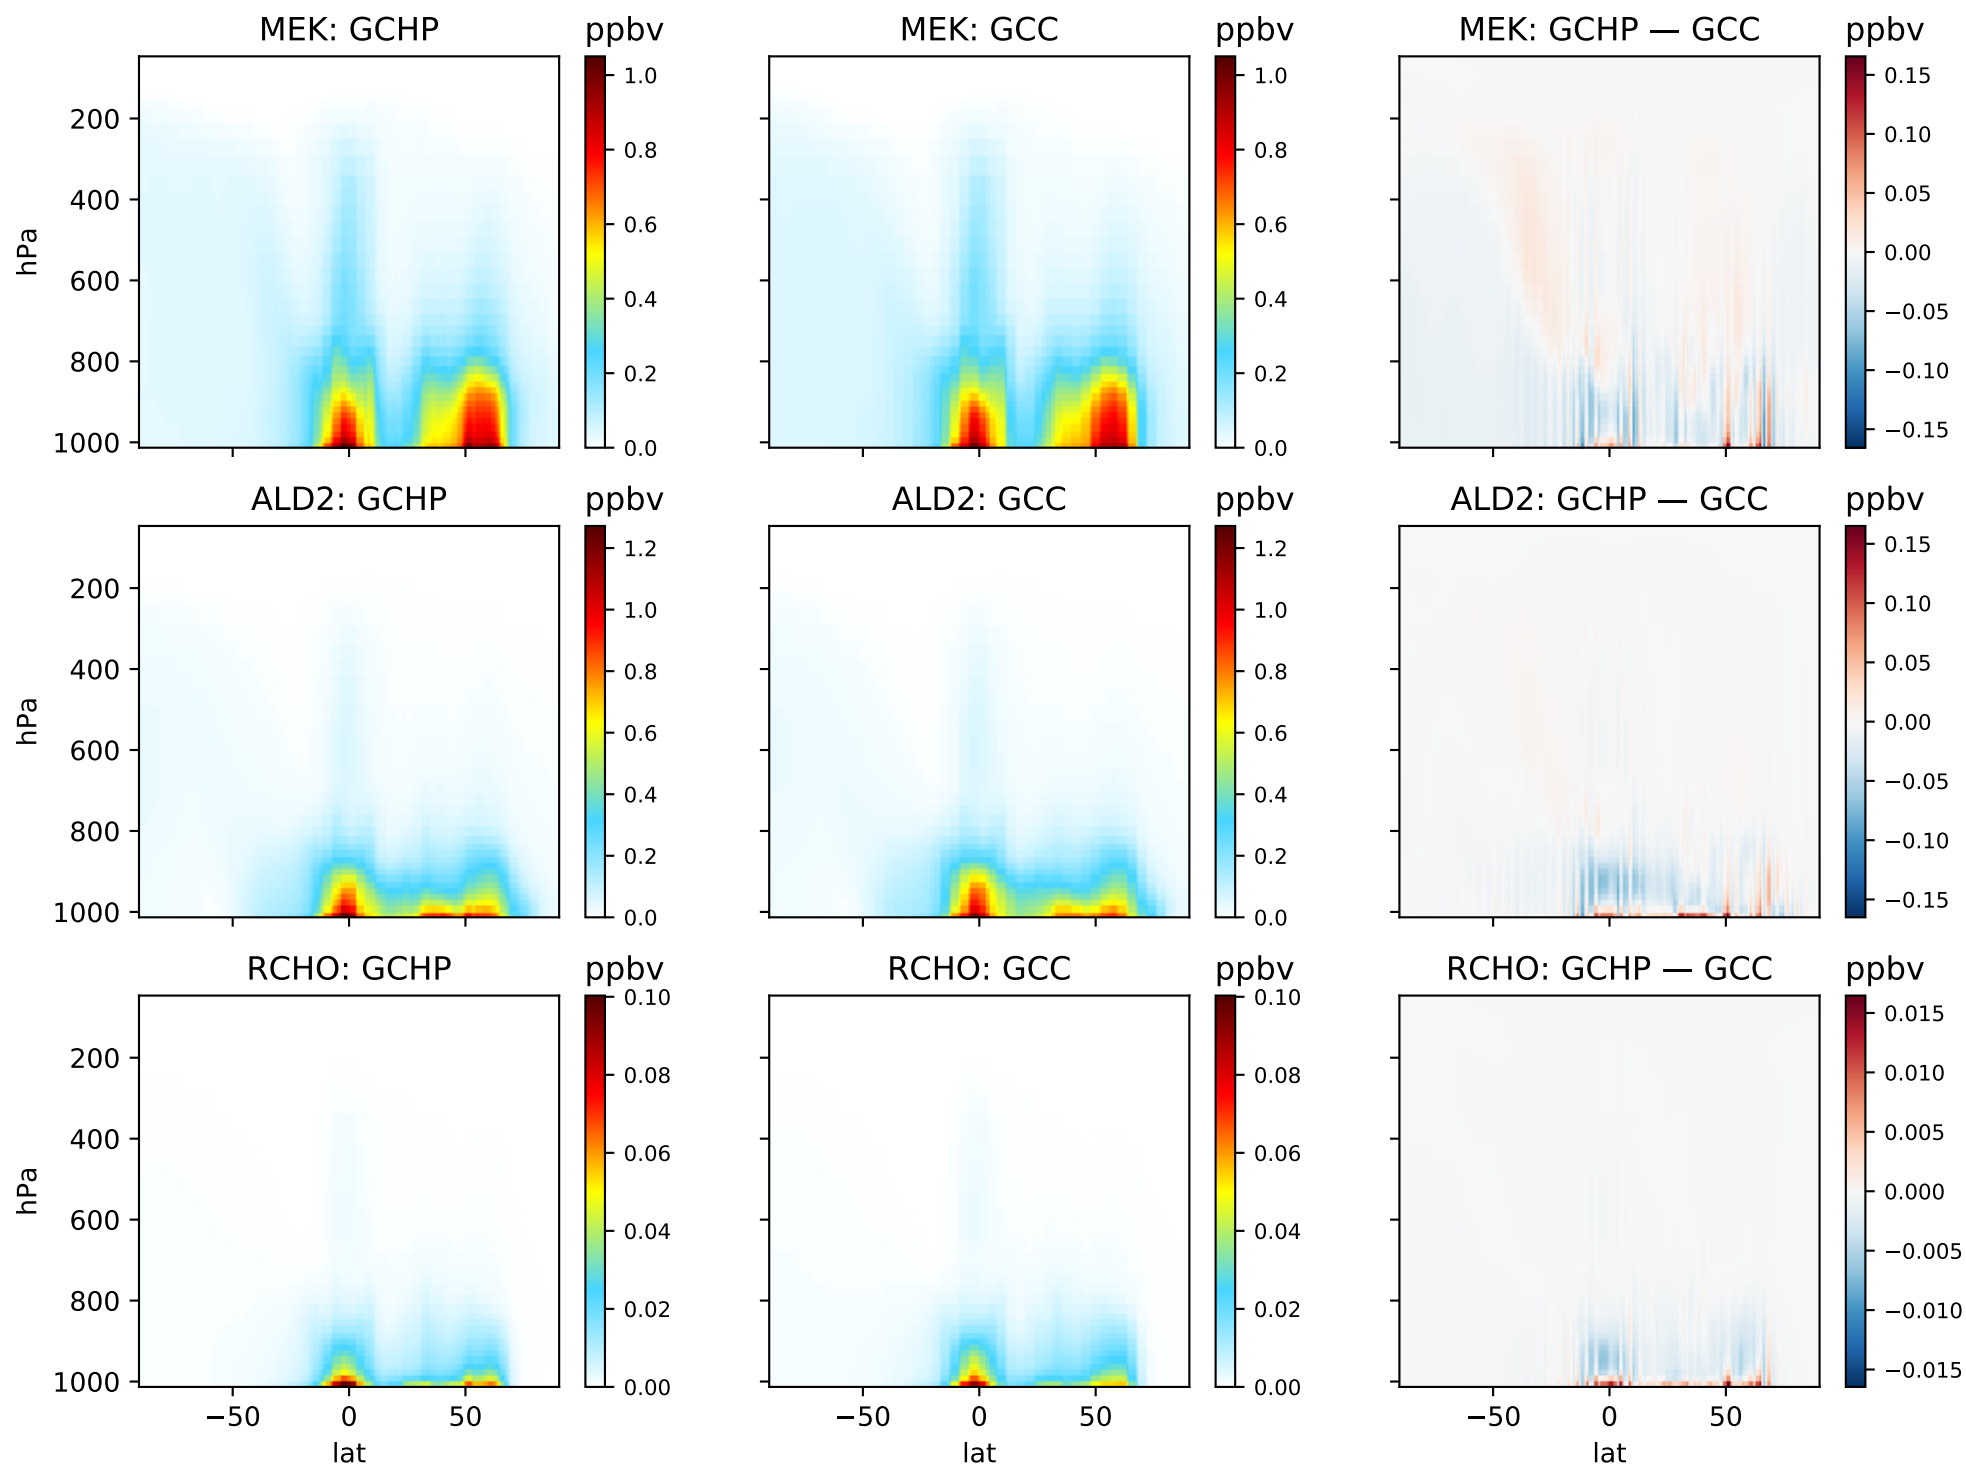 MEK: GCHP
ppbv
MEK: GCC
ppbv
MEK: GCHP — GCC
ppbv
hPa
200
400
600
800
1000
1.0
0.8
0.6
0.4
0.2
0.0
1.0
0.8
0.6
0.4
0.2
0.0
0.15
0.10
0.05
0.00
−0.05
−0.10
−0.15
ALD2: GCHP
ppbv
ALD2: GCC
ppbv
ALD2: GCHP — GCC
ppbv
hPa
200
400
600
800
1000
1.2
1.0
0.8
0.6
0.4
0.2
0.0
1.2
1.0
0.8
0.6
0.4
0.2
0.0
0.15
0.10
0.05
0.00
−0.05
−0.10
−0.15
RCHO: GCHP
ppbv
RCHO: GCC
ppbv
RCHO: GCHP — GCC
ppbv
hPa
200
400
600
800
1000
0.10
0.08
0.06
0.04
0.02
0.00
0.10
0.08
0.06
0.04
0.02
0.00
0.015
0.010
0.005
0.000
−0.005
−0.010
−0.015
−50 0 50
−50 0 50
−50 0 50
lat
lat
lat